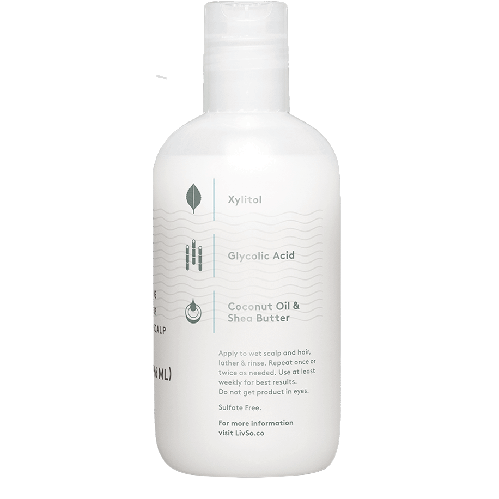 Xylitol
Glycolic Acid
Coconut Oil &
Shea Butter
SCALP
ML)
Apply to wet scalp and hair,
lather & rinse. Repeat once or
twice as needed. Use at least
weekly for best results.
Do not get product in eyes.
Sulfate Free.
For more information
visit LivSo.co